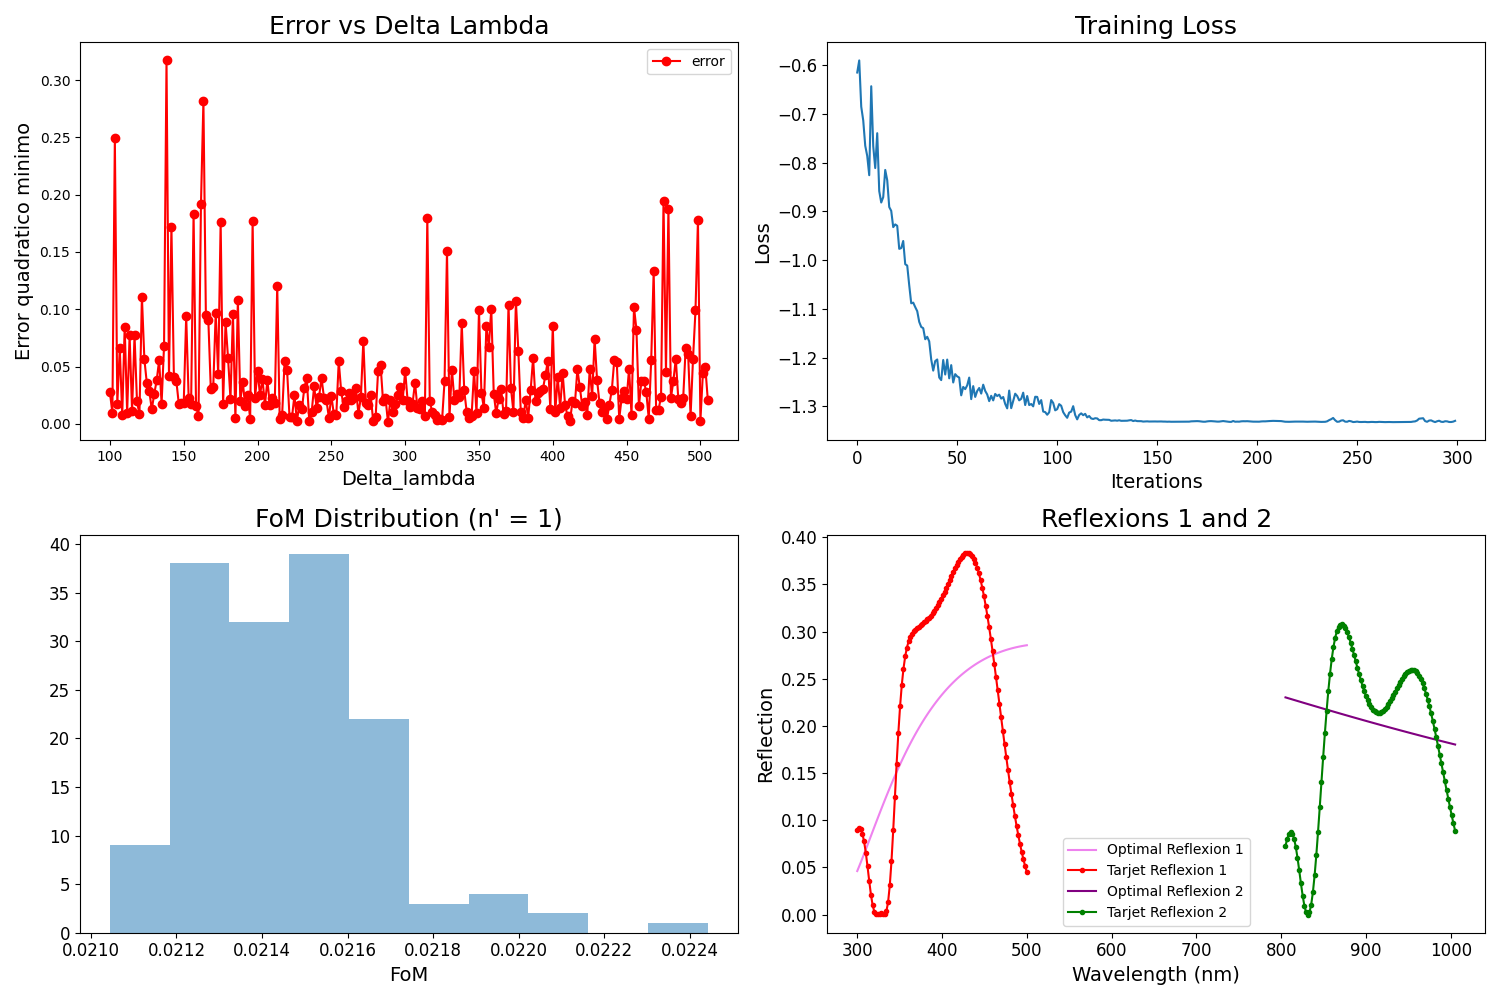 Error vs Delta Lambda
error
Error quadratico minimo
0.30
0.25
0.20
0.15
0.10
0.05
0.00
100 150 200 250 300 350 400 450 500
Delta_lambda
Training Loss
Loss
−0.6
−0.7
−0.8
−0.9
−1.0
−1.1
−1.2
−1.3
0 50 100 150 200 250 300
Iterations
FoM Distribution (n' = 1)
40
35
30
25
20
15
10
5
0
0.0210 0.0212 0.0214 0.0216 0.0218 0.0220 0.0222 0.0224
FoM
Reflexions 1 and 2
Reflection
0.40
0.35
0.30
0.25
0.20
0.15
0.10
0.05
0.00
Optimal Reflexion 1
Tarjet Reflexion 1
Optimal Reflexion 2
Tarjet Reflexion 2
300 400 500 600 700 800 900 1000
Wavelength (nm)